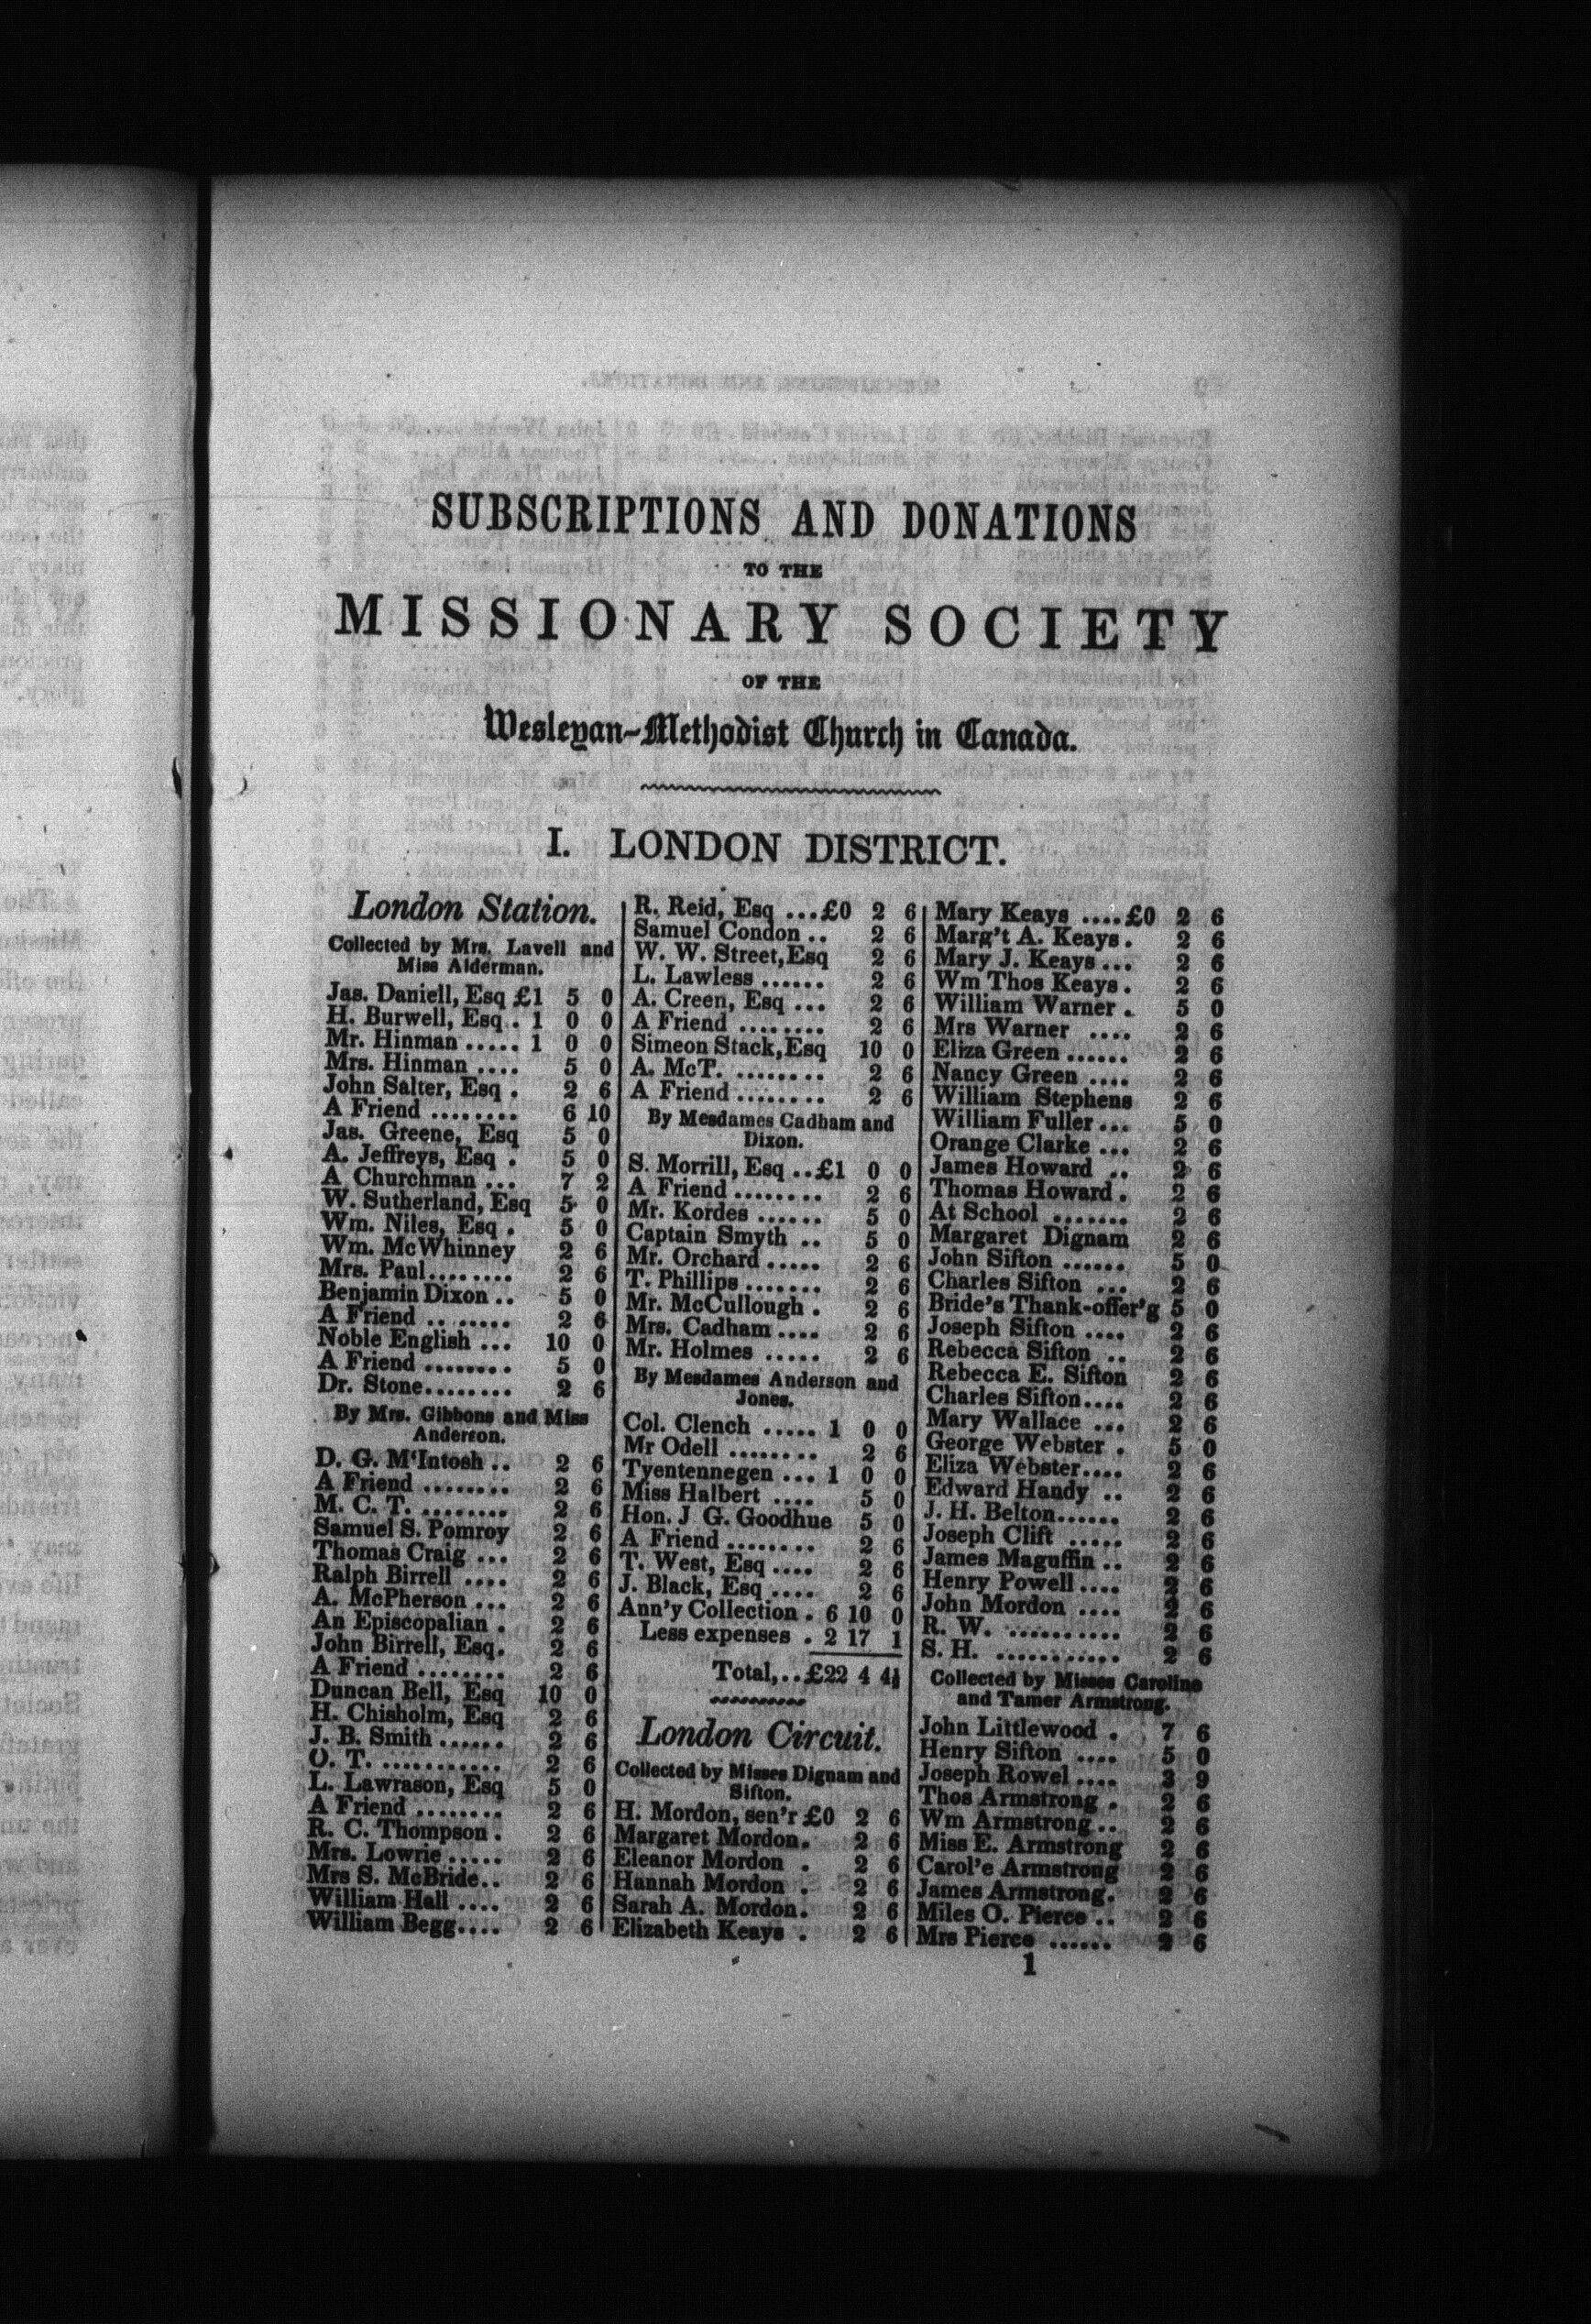 SUBSCRIPTIONS AND DONATIONS
TO THE
MISSIONARY SOCIETY
OF THE
Wesleyan-Methodist Church in Canada.
I. LONDON DISTRICT.
London Station.
Collected by Mrs. Lavell and
Miss Alderman.
Jas. Daniell, Esq £1 5 0
H. Burwell, Esq . 1 0 0
Mr. Hinman ..... 1 0 0
Mrs. Hinman .... 5 0
John Salter, Esq . 2 6
A Friend ........ 6 10
Jas. Greene, Esq 5 0
A. Jeffreys, Esq . 5 0
A Churchman ... 7 2
W. Sutherland, Esq 5 0
Wm. Niles, Esq . 5 0
Wm. McWhinney 2 6
Mrs. Paul........ 2 6
Benjamin Dixon .. 5 0
A Friend ........ 2 6
Noble English ... 10 0
A Friend ........ 5 0
Dr. Stone........ 2 6
By Mrs. Gibbons and Miss
Anderson.
D. G. M'Intosh .. 2 6
A Friend ........ 2 6
M. C. T. ........ 2 6
Samuel S. Pomroy 2 6
Thomas Craig ... 2 6
Ralph Birrell .... 2 6
A. McPherson ... 2 6
An Episcopalian . 2 6
John Birrell, Esq. 2 6
A Friend ........ 2 6
Duncan Bell, Esq 10 0
H. Chisholm, Esq 2 6
J. B. Smith ...... 2 6
O. T. ........... 2 6
L. Lawrason, Esq 5 0
A Friend ........ 2 6
R. C. Thompson . 2 6
Mrs. Lowrie ..... 2 6
Mrs S. McBride.. 2 6
William Hall .... 2 6
William Begg.... 2 6
R. Reid, Esq ...£0 2 6
Samuel Condon .. 2 6
W. W. Street,Esq 2 6
L. Lawless ...... 2 6
A. Creen, Esq ... 2 6
A Friend ........ 2 6
Simeon Stack,Esq 10 0
A. McT. ........ 2 6
A Friend ........ 2 6
By Mesdames Cadham and
Dixon.
S. Morrill, Esq ..£1 0 0
A Friend ........ 2 6
Mr. Kordes ...... 5 0
Captain Smyth .. 5 0
Mr. Orchard ..... 2 6
T. Phillips ....... 2 6
Mr. McCullough . 2 6
Mrs. Cadham .... 2 6
Mr. Holmes ..... 2 6
By Mesdames Anderson and
Jones.
Col. Clench ..... 1 0 0
Mr Odell ........ 2 6
Tyentennegen ... 1 0 0
Miss Halbert .... 5 0
Hon. J G. Goodhue 5 0
A Friend ........ 2 6
T. West, Esq .... 2 6
J. Black, Esq .... 2 6
Ann'y Collection . 6 10 0
Less expenses . 2 17 1
Total,..£22 4 4½
London Circuit.
Collected by Misses Dignam and
Sifton.
H. Mordon, sen'r £0 2 6
Margaret Mordon. 2 6
Eleanor Mordon . 2 6
Hannah Mordon . 2 6
Sarah A. Mordon. 2 6
Elizabeth Keays . 2 6
Mary Keays ....£0 2 6
Marg't A. Keays. 2 6
Mary J. Keays ... 2 6
Wm Thos Keays. 2 6
William Warner . 5 0
Mrs Warner .... 2 6
Eliza Green ...... 2 6
Nancy Green .... 2 6
William Stephens 2 6
William Fuller ... 5 0
Orange Clarke ... 2 6
James Howard .. 2 6
Thomas Howard . 2 6
At School ....... 2 6
Margaret Dignam 2 6
John Sifton ...... 5 0
Charles Sifton ... 2 6
Bride's Thank-offer'g 5 0
Joseph Sifton .... 2 6
Rebecca Sifton .. 2 6
Rebecca E. Sifton 2 6
Charles Sifton.... 2 6
Mary Wallace ... 2 6
George Webster . 5 0
Eliza Webster.... 2 6
Edward Handy .. 2 6
J. H. Belton...... 2 6
Joseph Clift ..... 2 6
James Maguffin .. 2 6
Henry Powell .... 2 6
John Mordon .... 2 6
R. W. .......... 2 6
S. H. ........... 2 6
Collected by Misses Caroline
and Tamer Armstrong.
John Littlewood . 7 6
Henry Sifton .... 5 0
Joseph Rowel .... 3 9
Thos Armstrong . 2 6
Wm Armstrong .. 2 6
Miss E. Armstrong 2 6
Carol'e Armstrong 2 6
James Armstrong. 2 6
Miles O. Pierce .. 2 6
Mrs Pierce ...... 2 6
1